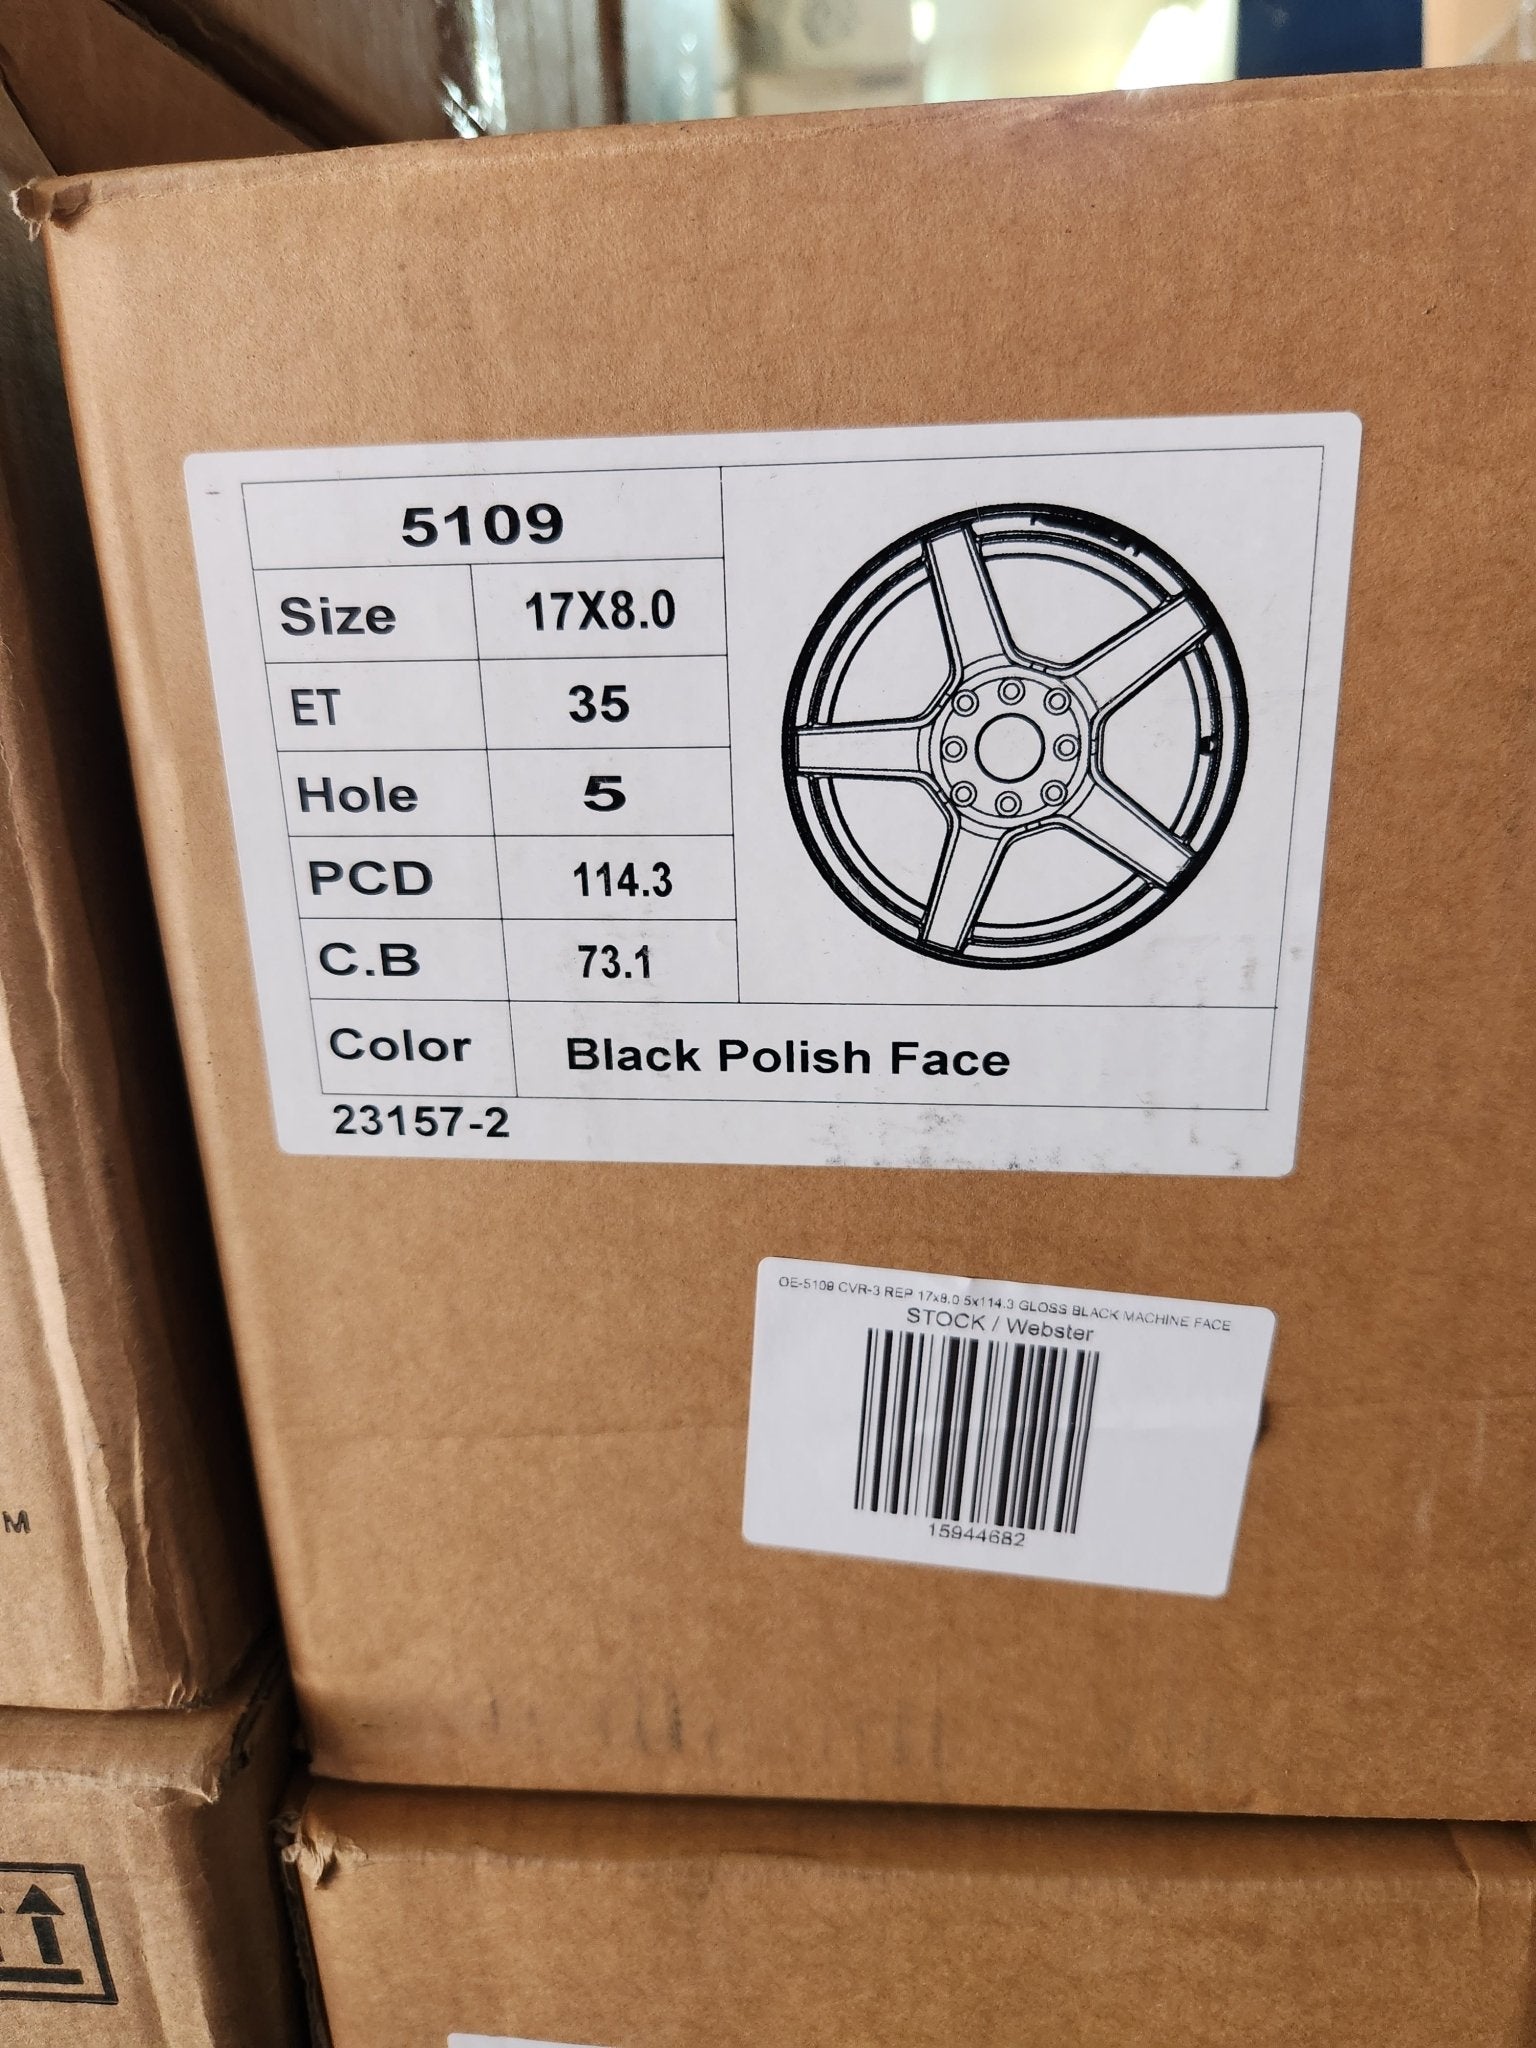 5109
Size 17X8.0
ET 35
Hole 5
PCD 114.3
C.B 73.1
Color Black Polish Face
23157-2
OE-5109 CVR-3 REP 17x8.0 5x114.3 GLOSS BLACK MACHINE FACE
STOCK / Webster
15944682
M